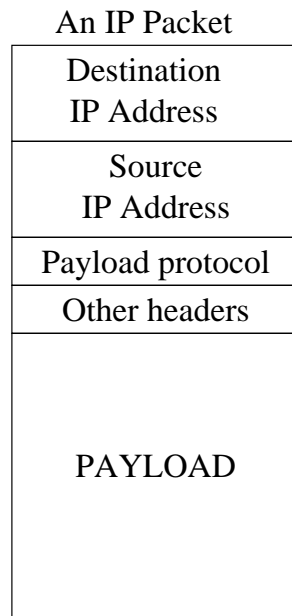 An IP Packet
Destination
IP Address
Source
IP Address
Payload protocol
Other headers
PAYLOAD